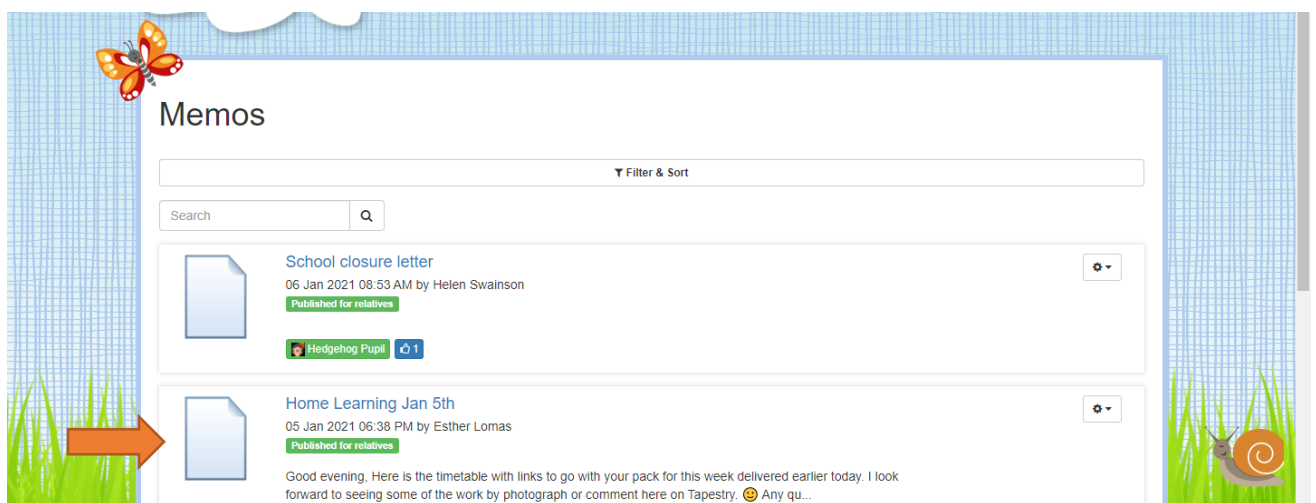 Memos
Filter & Sort
Search
School closure letter
06 Jan 2021 08:53 AM by Helen Swainson
Published for relatives
Hedgehog Pupil 1
Home Learning Jan 5th
05 Jan 2021 06:38 PM by Esther Lomas
Published for relatives
Good evening, Here is the timetable with links to go with your pack for this week delivered earlier today. I look
forward to seeing some of the work by photograph or comment here on Tapestry. 🙂 Any qu...